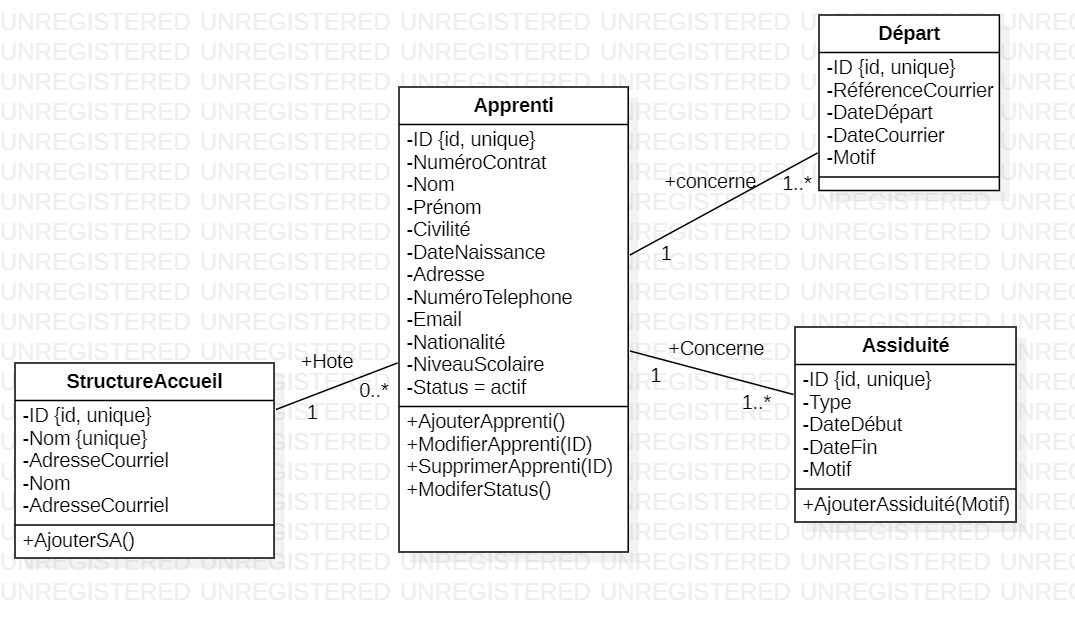 UNREGISTERED
Départ
-ID {id, unique}
-RéférenceCourrier
-DateDépart
-DateCourrier
-Motif
Apprenti
-ID {id, unique}
-NuméroContrat
-Nom
-Prénom
-Civilité
-DateNaissance
-Adresse
-NuméroTelephone
-Email
-Nationalité
-NiveauScolaire
-Status = actif
+AjouterApprenti()
+ModifierApprenti(ID)
+SupprimerApprenti(ID)
+ModiferStatus()
+concerne
1..*
1
+Concerne
1
1..*
Assiduité
-ID {id, unique}
-Type
-DateDébut
-DateFin
-Motif
+AjouterAssiduité(Motif)
+Hote
0..*
1
StructureAccueil
-ID {id, unique}
-Nom {unique}
-AdresseCourriel
-Nom
-AdresseCourriel
+AjouterSA()